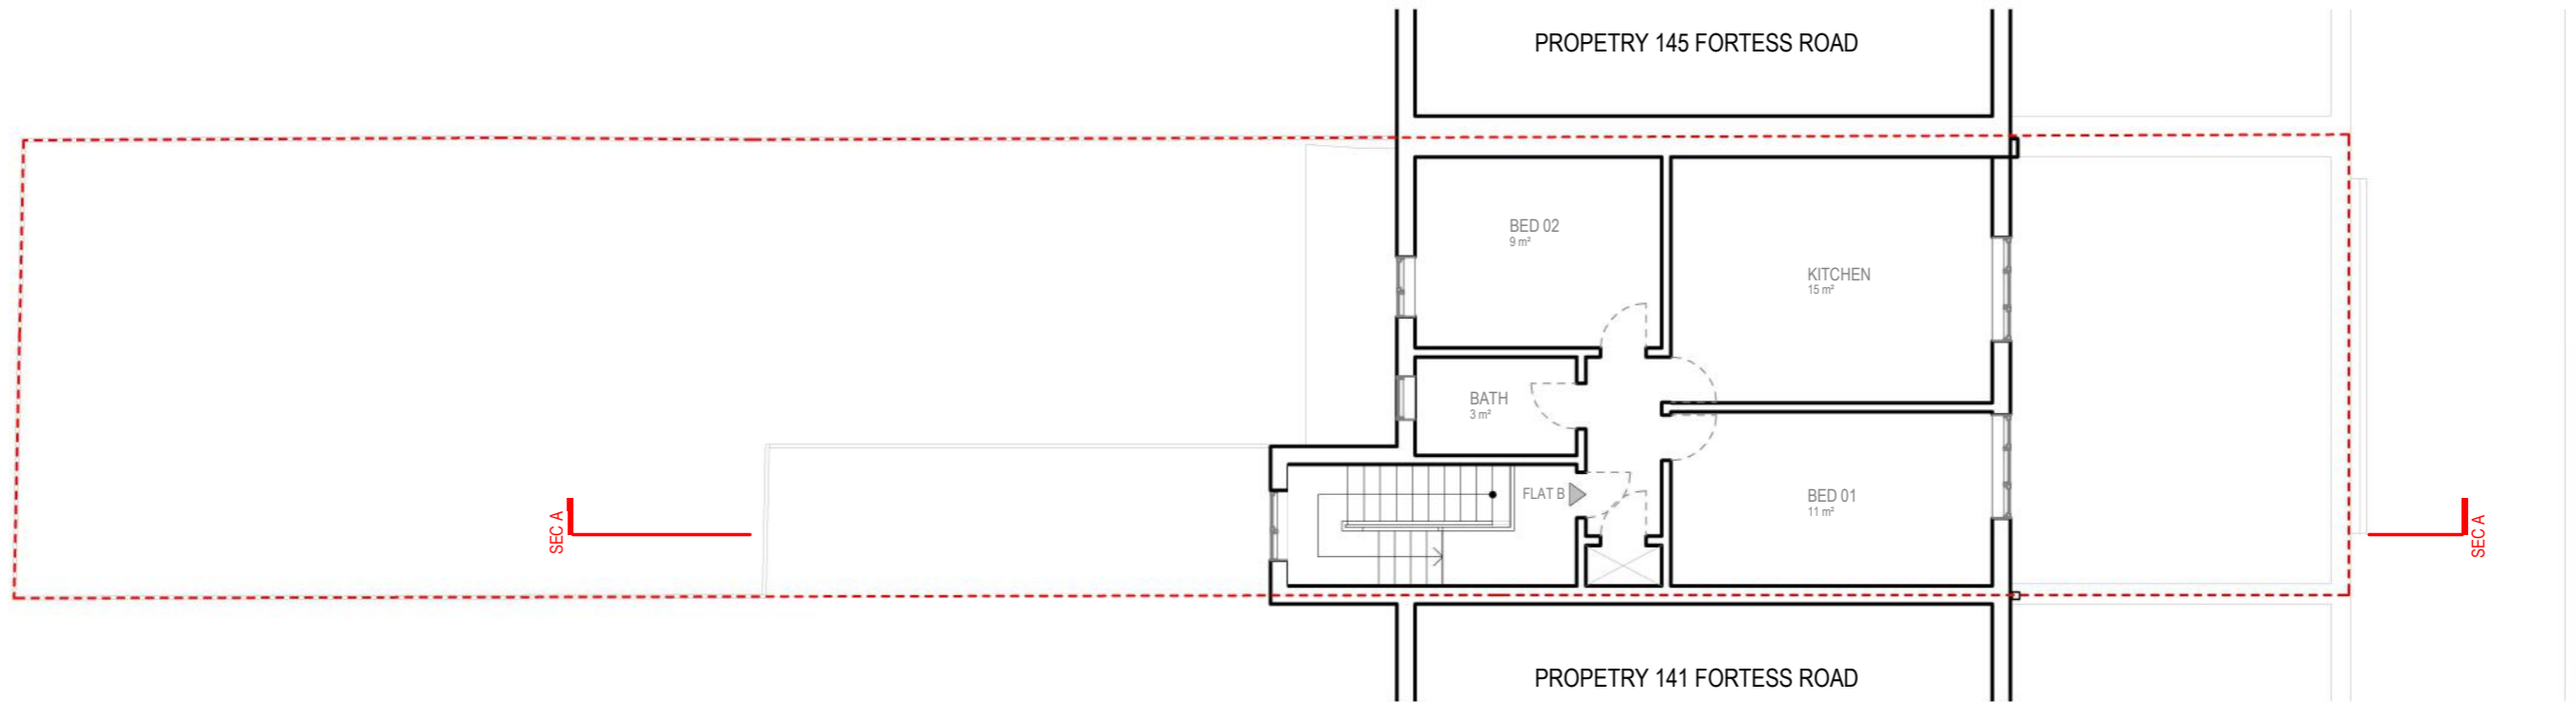 PROPETRY 145 FORTESS ROAD
BED 02
9 m²
KITCHEN
15 m²
BATH
3 m²
FLAT B
BED 01
11 m²
SEC A
SEC A
PROPETRY 141 FORTESS ROAD